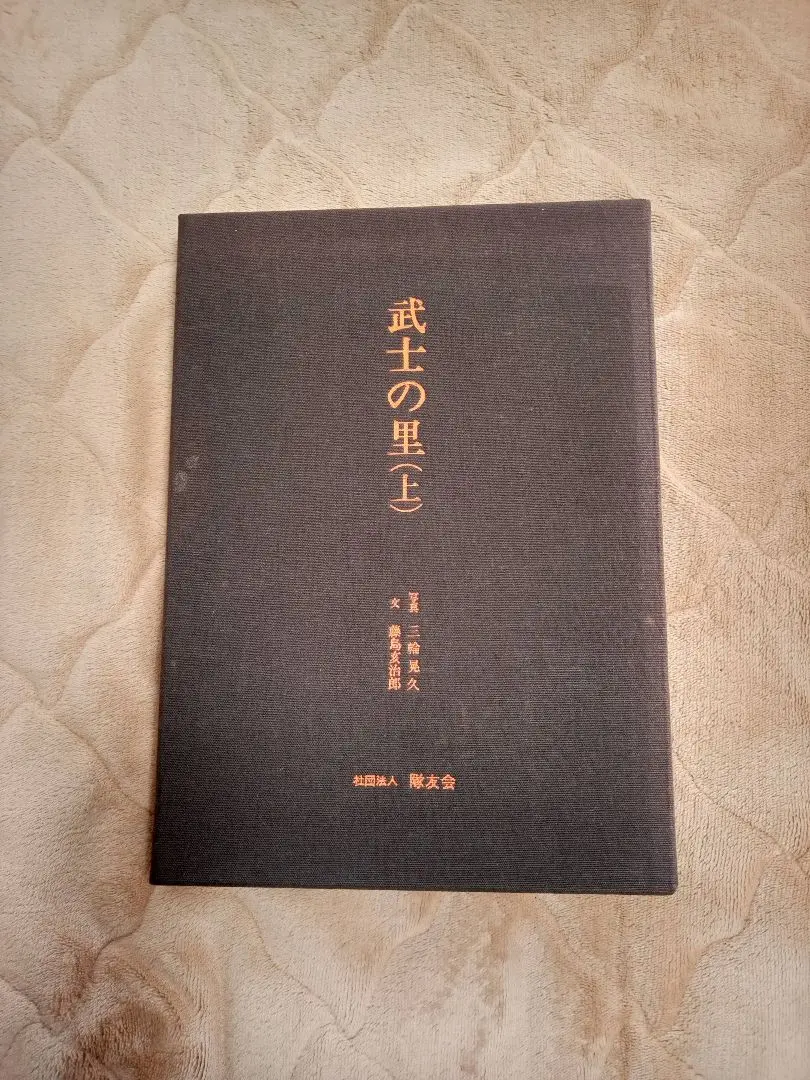 武士の里(上)
写真 三輪晃久
文 藤島亥治郎
社団法人 隊友会